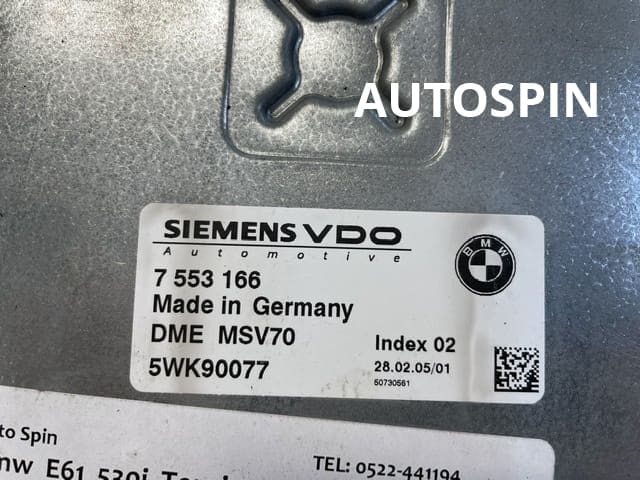 AUTOSPIN
SIEMENS VDO
Automotive
BMW
7 553 166
Made in Germany
DME MSV70
Index 02
5WK90077
28.02.05/01
50730561
Spin
TEL: 0522-441194
E61 530i